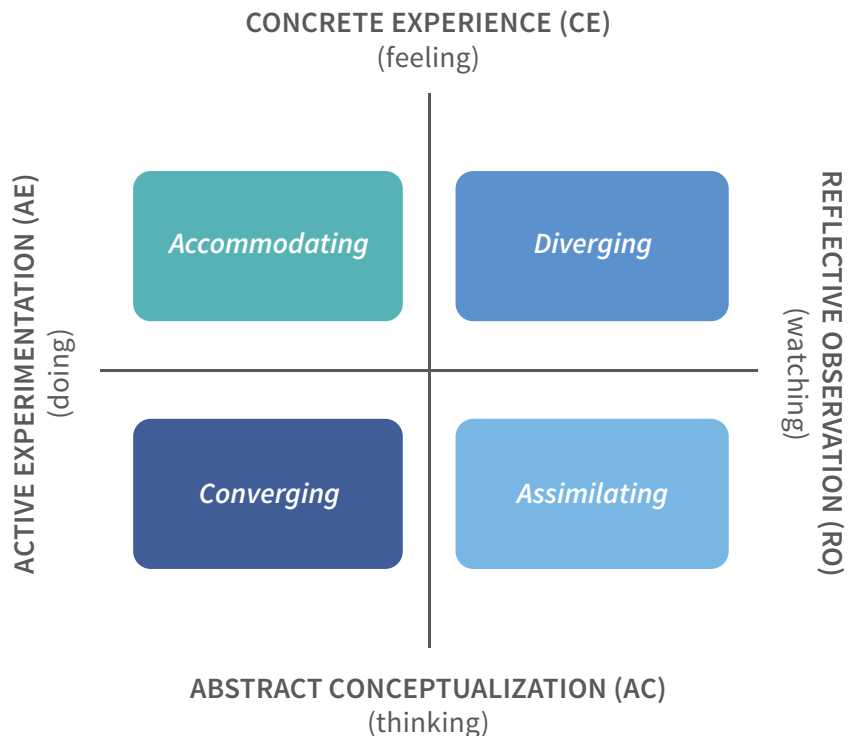 CONCRETE EXPERIENCE (CE)
(feeling)
ACTIVE EXPERIMENTATION (AE)
(doing)
Accommodating
Diverging
REFLECTIVE OBSERVATION (RO)
(watching)
Converging
Assimilating
ABSTRACT CONCEPTUALIZATION (AC)
(thinking)